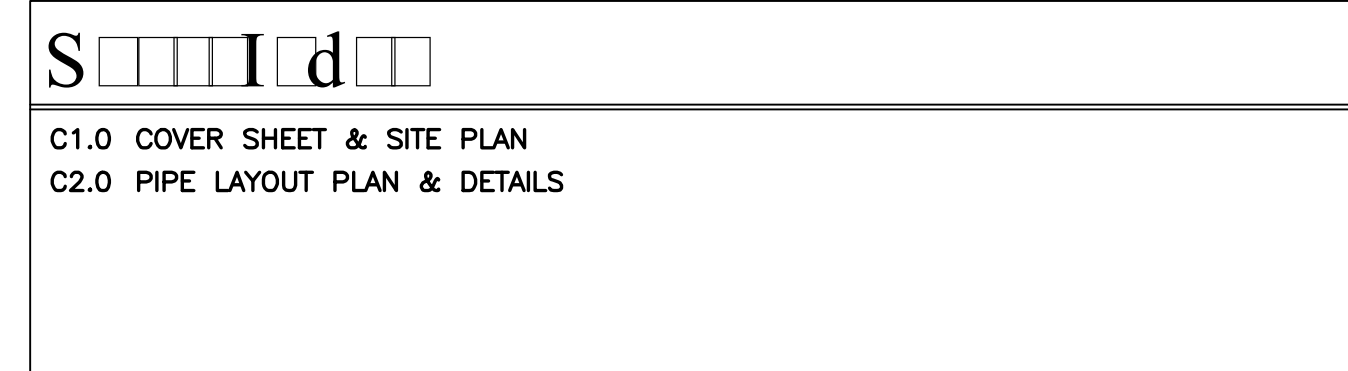 S□□□□I□d□□
C1.0 COVER SHEET & SITE PLAN
C2.0 PIPE LAYOUT PLAN & DETAILS